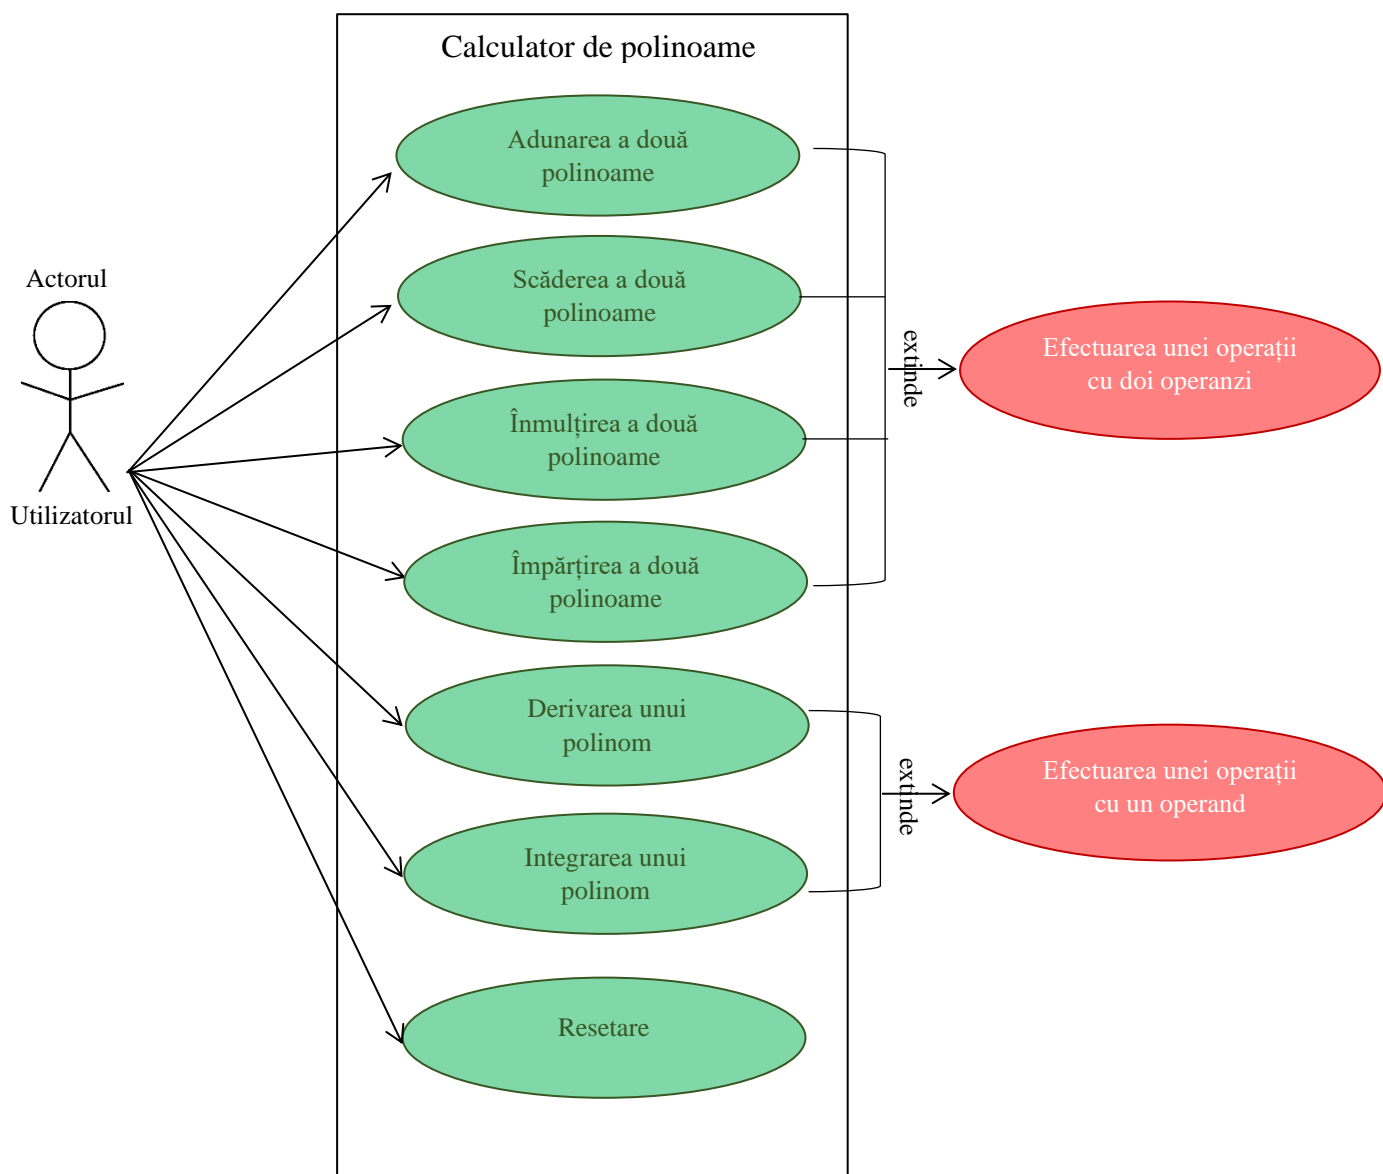 Calculator de polinoame
Adunarea a două
polinoame
Actorul
Scăderea a două
polinoame
extinde
Efectuarea unei operații
cu doi operanzi
Înmulțirea a două
polinoame
Utilizatorul
Împărțirea a două
polinoame
Derivarea unui
polinom
extinde
Efectuarea unei operații
cu un operand
Integrarea unui
polinom
Resetare